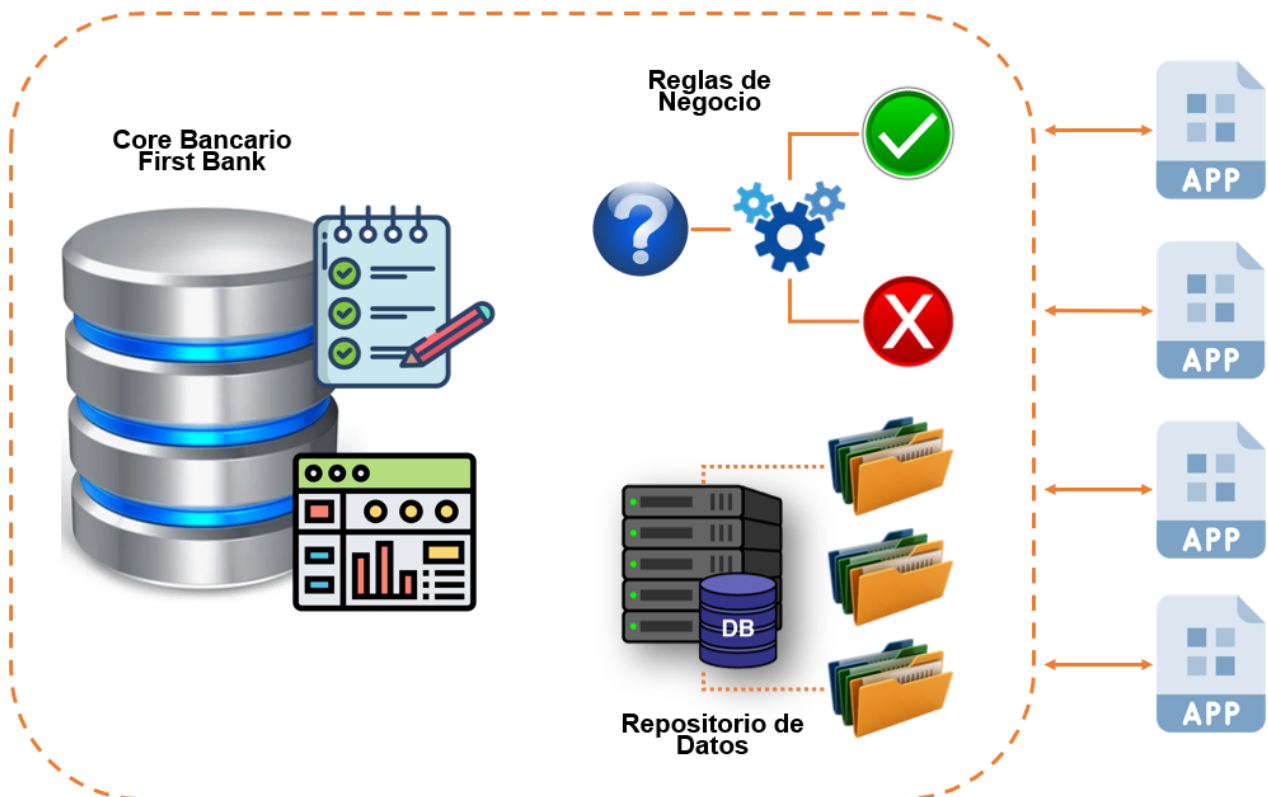 Core Bancario
First Bank
Reglas de
Negocio
DB
Repositorio de
Datos
APP
APP
APP
APP